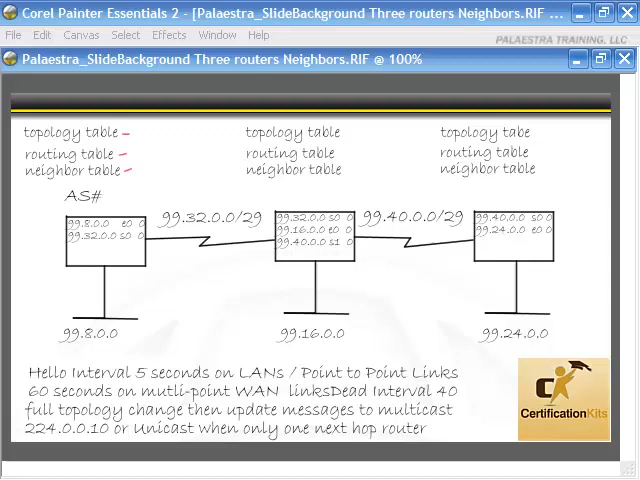 Corel Painter Essentials 2 - [Palaestra_SlideBackground Three routers Neighbors.RIF ...
File Edit Canvas Select Effects Window Help
PALAESTRA TRAINING, LLC
Palaestra_SlideBackground Three routers Neighbors.RIF @ 100%
topology table - topology table topology tabe
routing table - routing table routing table
neighbor table - neighbor table neighbor table
AS#
99.32.0.0/29 99.40.0.0/29
99.8.0.0 e0 0
99.32.0.0 s0 0
99.32.0.0 s0 0
99.16.0.0 e0 0
99.40.0.0 s1 0
99.40.0.0 s0 0
99.24.0.0 e0 0
99.8.0.0 99.16.0.0 99.24.0.0
Hello Interval 5 seconds on LANs / Point to Point Links
60 seconds on mutli-point WAN linksDead Interval 40
full topology change then update messages to multicast
224.0.0.10 or Unicast when only one next hop router
CK
CertificationKits